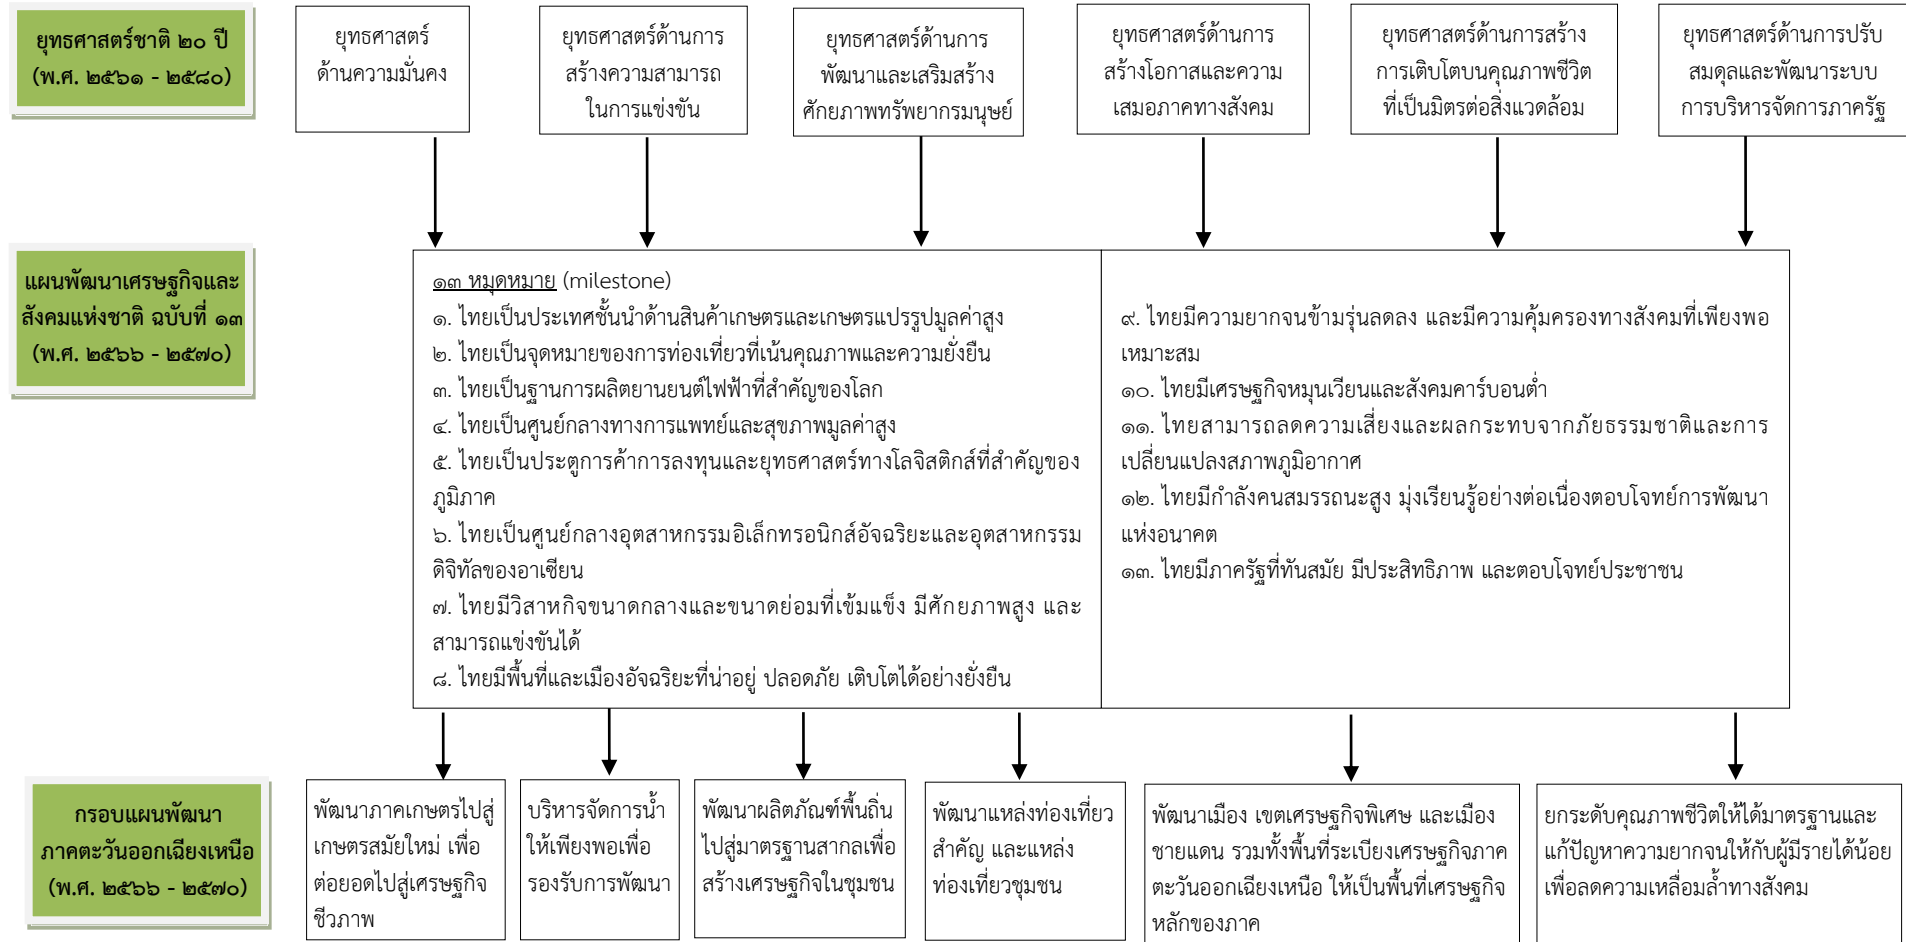 ยุทธศาสตร์ชาติ ๒๐ ปี
(พ.ศ. ๒๕๖๑ - ๒๕๘๐)
ยุทธศาสตร์
ด้านความมั่นคง
ยุทธศาสตร์ด้านการ
สร้างความสามารถ
ในการแข่งขัน
ยุทธศาสตร์ด้านการ
พัฒนาและเสริมสร้าง
ศักยภาพทรัพยากรมนุษย์
ยุทธศาสตร์ด้านการ
สร้างโอกาสและความ
เสมอภาคทางสังคม
ยุทธศาสตร์ด้านการสร้าง
การเติบโตบนคุณภาพชีวิต
ที่เป็นมิตรต่อสิ่งแวดล้อม
ยุทธศาสตร์ด้านการปรับ
สมดุลและพัฒนาระบบ
การบริหารจัดการภาครัฐ
แผนพัฒนาเศรษฐกิจและ
สังคมแห่งชาติ ฉบับที่ ๑๓
(พ.ศ. ๒๕๖๖ - ๒๕๗๐)
๑๓ หมุดหมาย (milestone)
๑. ไทยเป็นประเทศชั้นนำด้านสินค้าเกษตรและเกษตรแปรรูปมูลค่าสูง
๒. ไทยเป็นจุดหมายของการท่องเที่ยวที่เน้นคุณภาพและความยั่งยืน
๓. ไทยเป็นฐานการผลิตยานยนต์ไฟฟ้าที่สำคัญของโลก
๔. ไทยเป็นศูนย์กลางทางการแพทย์และสุขภาพมูลค่าสูง
๕. ไทยเป็นประตูการค้าการลงทุนและยุทธศาสตร์ทางโลจิสติกส์ที่สำคัญของ
ภูมิภาค
๖. ไทยเป็นศูนย์กลางอุตสาหกรรมอิเล็กทรอนิกส์อัจฉริยะและอุตสาหกรรม
ดิจิทัลของอาเซียน
๗. ไทยมีวิสาหกิจขนาดกลางและขนาดย่อมที่เข้มแข็ง มีศักยภาพสูง และ
สามารถแข่งขันได้
๘. ไทยมีพื้นที่และเมืองอัจฉริยะที่น่าอยู่ ปลอดภัย เติบโตได้อย่างยั่งยืน
๙. ไทยมีความยากจนข้ามรุ่นลดลง และมีความคุ้มครองทางสังคมที่เพียงพอ
เหมาะสม
๑๐. ไทยมีเศรษฐกิจหมุนเวียนและสังคมคาร์บอนต่ำ
๑๑. ไทยสามารถลดความเสี่ยงและผลกระทบจากภัยธรรมชาติและการ
เปลี่ยนแปลงสภาพภูมิอากาศ
๑๒. ไทยมีกำลังคนสมรรถนะสูง มุ่งเรียนรู้อย่างต่อเนื่องตอบโจทย์การพัฒนา
แห่งอนาคต
๑๓. ไทยมีภาครัฐที่ทันสมัย มีประสิทธิภาพ และตอบโจทย์ประชาชน
กรอบแผนพัฒนา
ภาคตะวันออกเฉียงเหนือ
(พ.ศ. ๒๕๖๖ - ๒๕๗๐)
พัฒนาภาคเกษตรไปสู่
เกษตรสมัยใหม่ เพื่อ
ต่อยอดไปสู่เศรษฐกิจ
ชีวภาพ
บริหารจัดการน้ำ
ให้เพียงพอเพื่อ
รองรับการพัฒนา
พัฒนาผลิตภัณฑ์พื้นถิ่น
ไปสู่มาตรฐานสากลเพื่อ
สร้างเศรษฐกิจในชุมชน
พัฒนาแหล่งท่องเที่ยว
สำคัญ และแหล่ง
ท่องเที่ยวชุมชน
พัฒนาเมือง เขตเศรษฐกิจพิเศษ และเมือง
ชายแดน รวมทั้งพื้นที่ระเบียงเศรษฐกิจภาค
ตะวันออกเฉียงเหนือ ให้เป็นพื้นที่เศรษฐกิจ
หลักของภาค
ยกระดับคุณภาพชีวิตให้ได้มาตรฐานและ
แก้ปัญหาความยากจนให้กับผู้มีรายได้น้อย
เพื่อลดความเหลื่อมล้ำทางสังคม